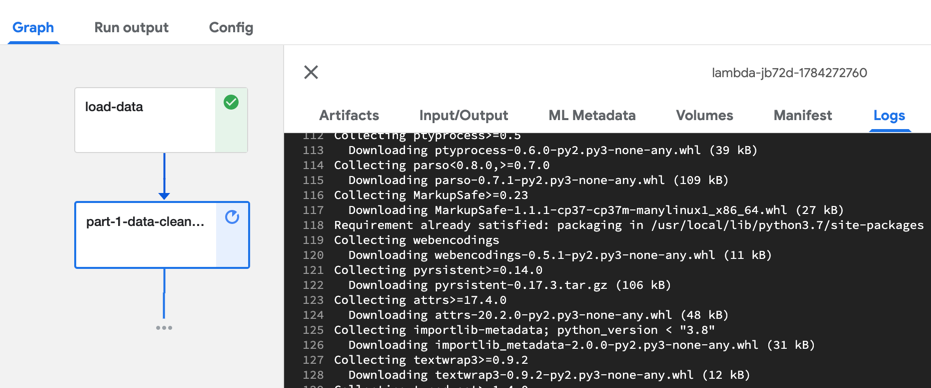 Graph Run output Config
lambda-jb72d-1784272760
load-data
Artifacts Input/Output ML Metadata Volumes Manifest Logs
part-1-data-clean...
112 Collecting ptyprocess>=0.5
113 Downloading ptyprocess-0.6.0-py2.py3-none-any.whl (39 kB)
114 Collecting parso<0.8.0,>=0.7.0
115 Downloading parso-0.7.1-py2.py3-none-any.whl (109 kB)
116 Collecting MarkupSafe>=0.23
117 Downloading MarkupSafe-1.1.1-cp37-cp37m-manylinux1_x86_64.whl (27 kB)
118 Requirement already satisfied: packaging in /usr/local/lib/python3.7/site-packages
119 Collecting webencodings
120 Downloading webencodings-0.5.1-py2.py3-none-any.whl (11 kB)
121 Collecting pyrsistent>=0.14.0
122 Downloading pyrsistent-0.17.3.tar.gz (106 kB)
123 Collecting attrs>=17.4.0
124 Downloading attrs-20.2.0-py2.py3-none-any.whl (48 kB)
125 Collecting importlib-metadata; python_version < "3.8"
126 Downloading importlib_metadata-2.0.0-py2.py3-none-any.whl (31 kB)
127 Collecting textwrap3>=0.9.2
128 Downloading textwrap3-0.9.2-py2.py3-none-any.whl (12 kB)